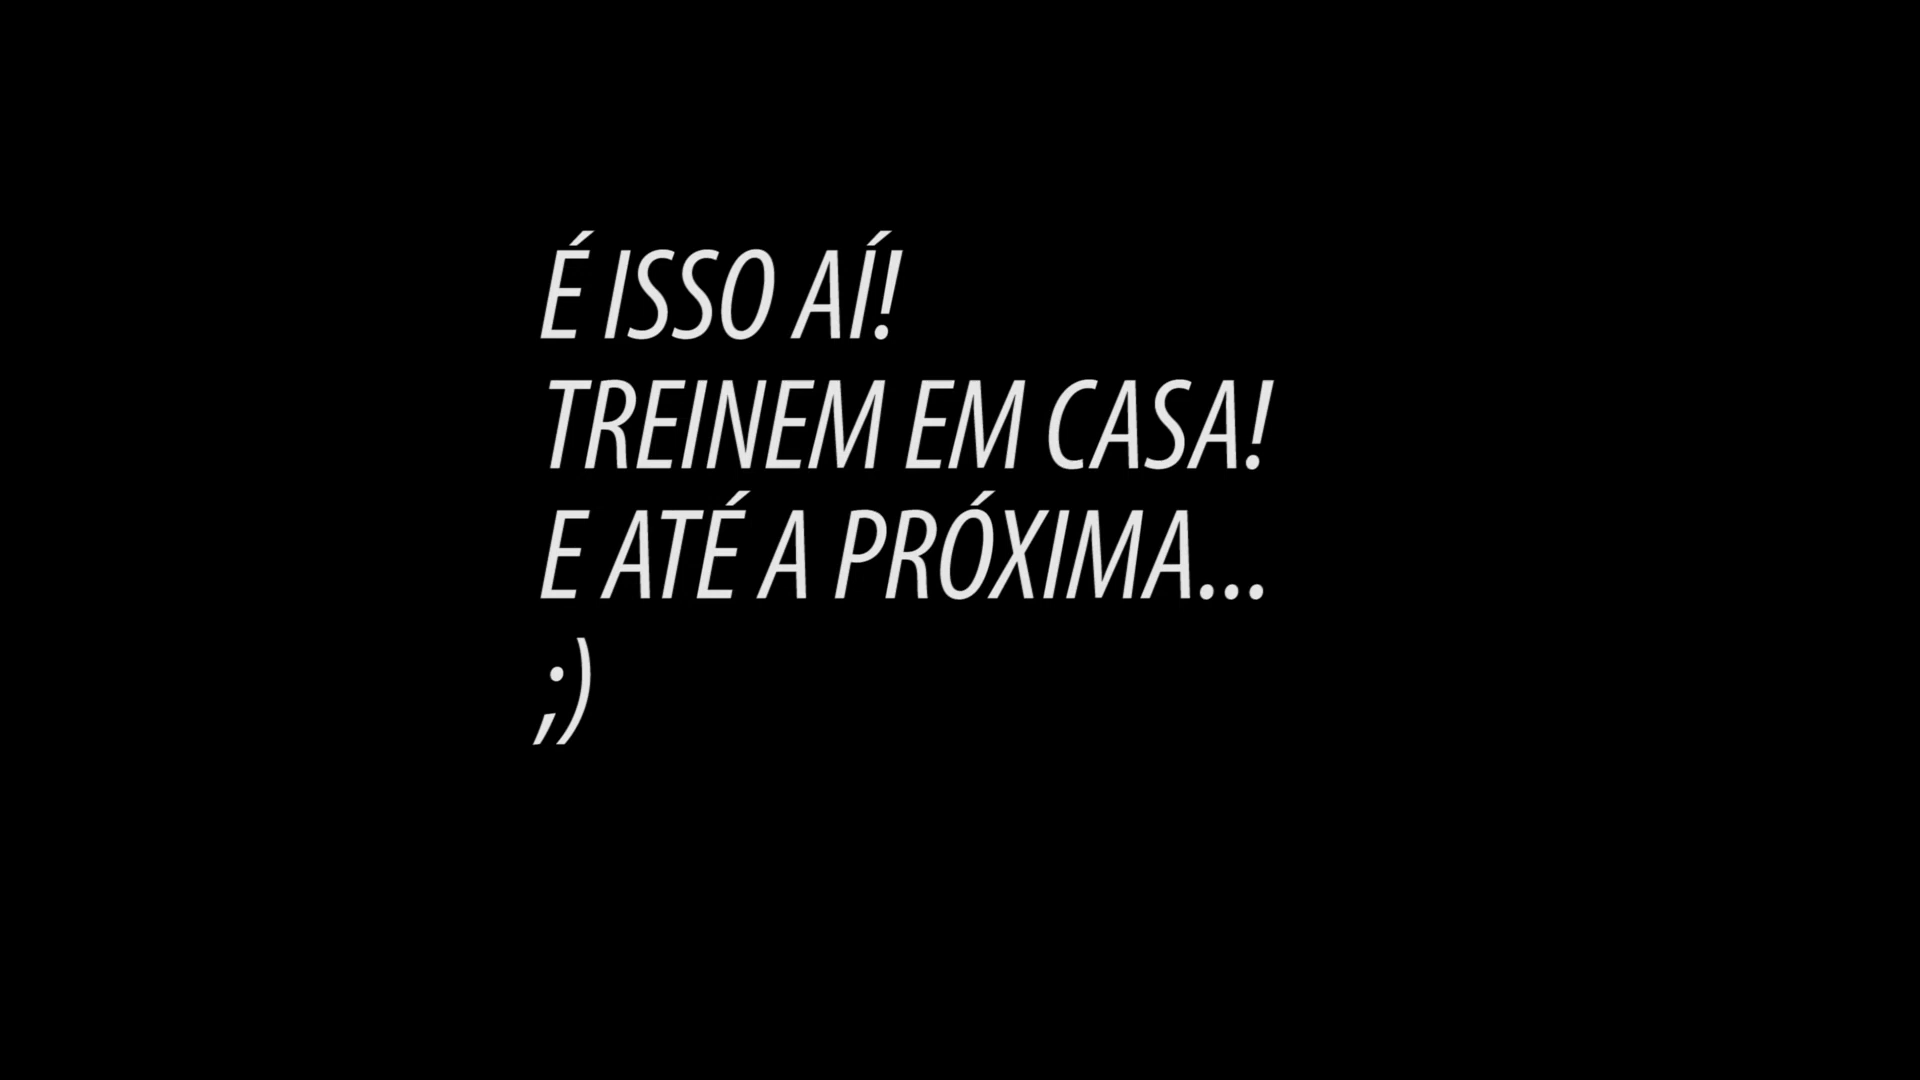 É ISSO AÍ!
TREINEM EM CASA!
E ATÉ A PRÓXIMA...
;)